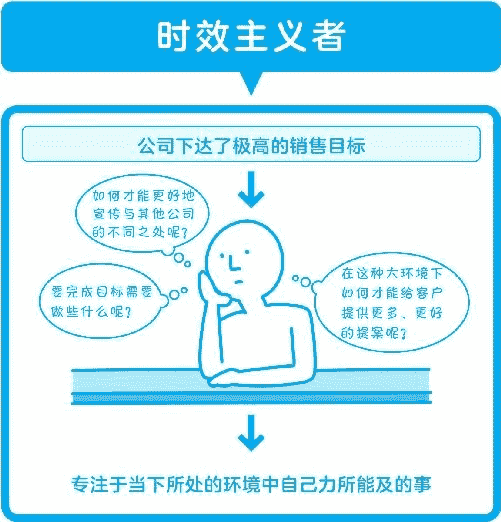 时效主义者
公司下达了极高的销售目标
如何才能更好地
宣传与其他公司
的不同之处呢？
要完成目标需要
做些什么呢？
在这种大环境下
如何才能给客户
提供更多、更好
的提案呢？
专注于当下所处的环境中自己力所能及的事